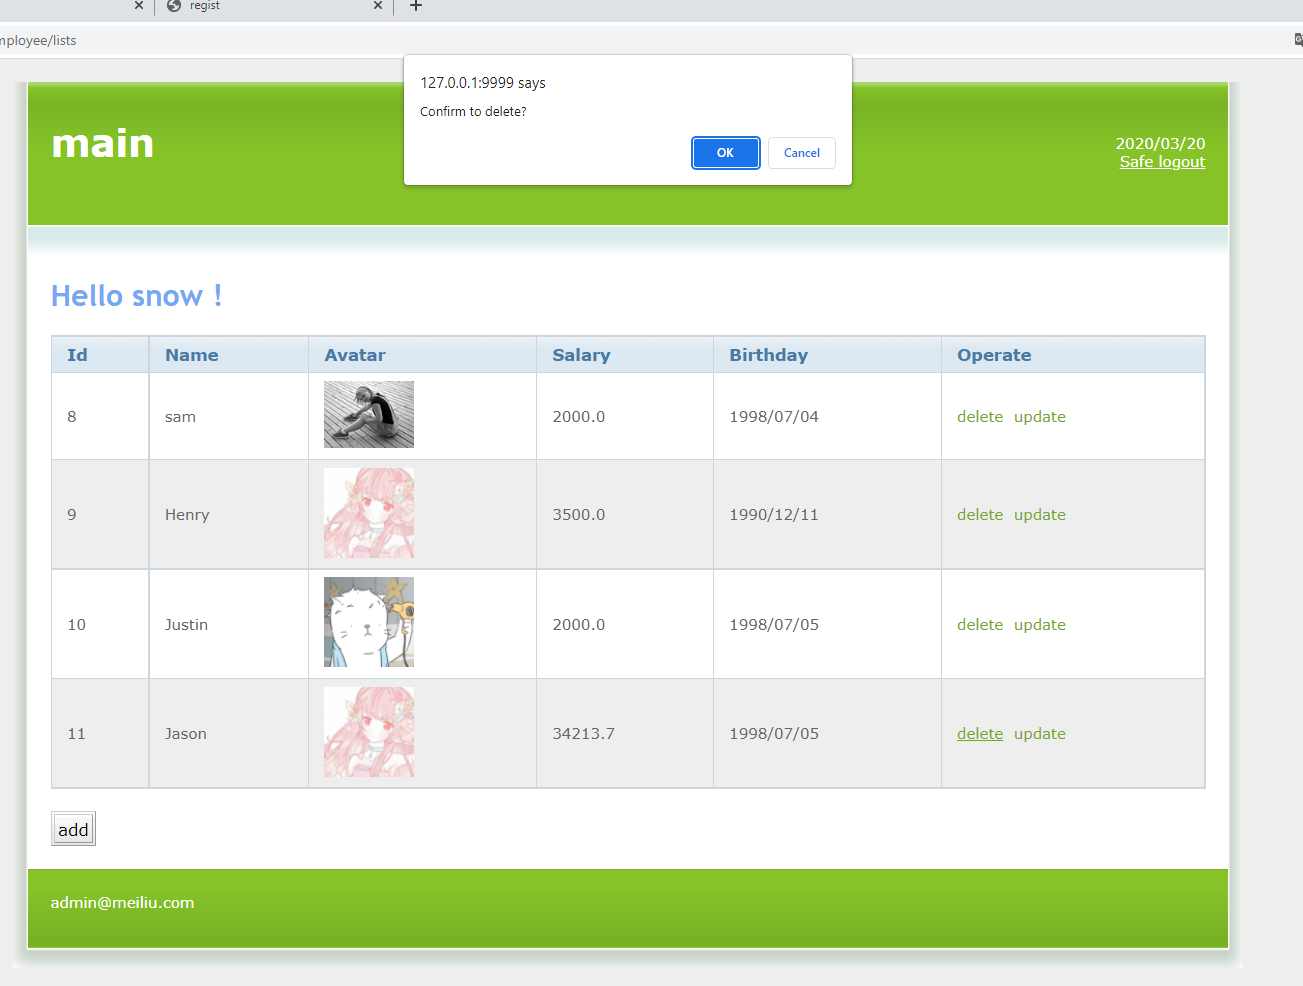 regist
mployee/lists
127.0.0.1:9999 says
Confirm to delete?
OK Cancel
main
2020/03/20
Safe logout
Hello snow !
Id Name Avatar Salary Birthday Operate
8 sam 2000.0 1998/07/04 delete update
9 Henry 3500.0 1990/12/11 delete update
10 Justin 2000.0 1998/07/05 delete update
11 Jason 34213.7 1998/07/05 delete update
add
admin@meiliu.com